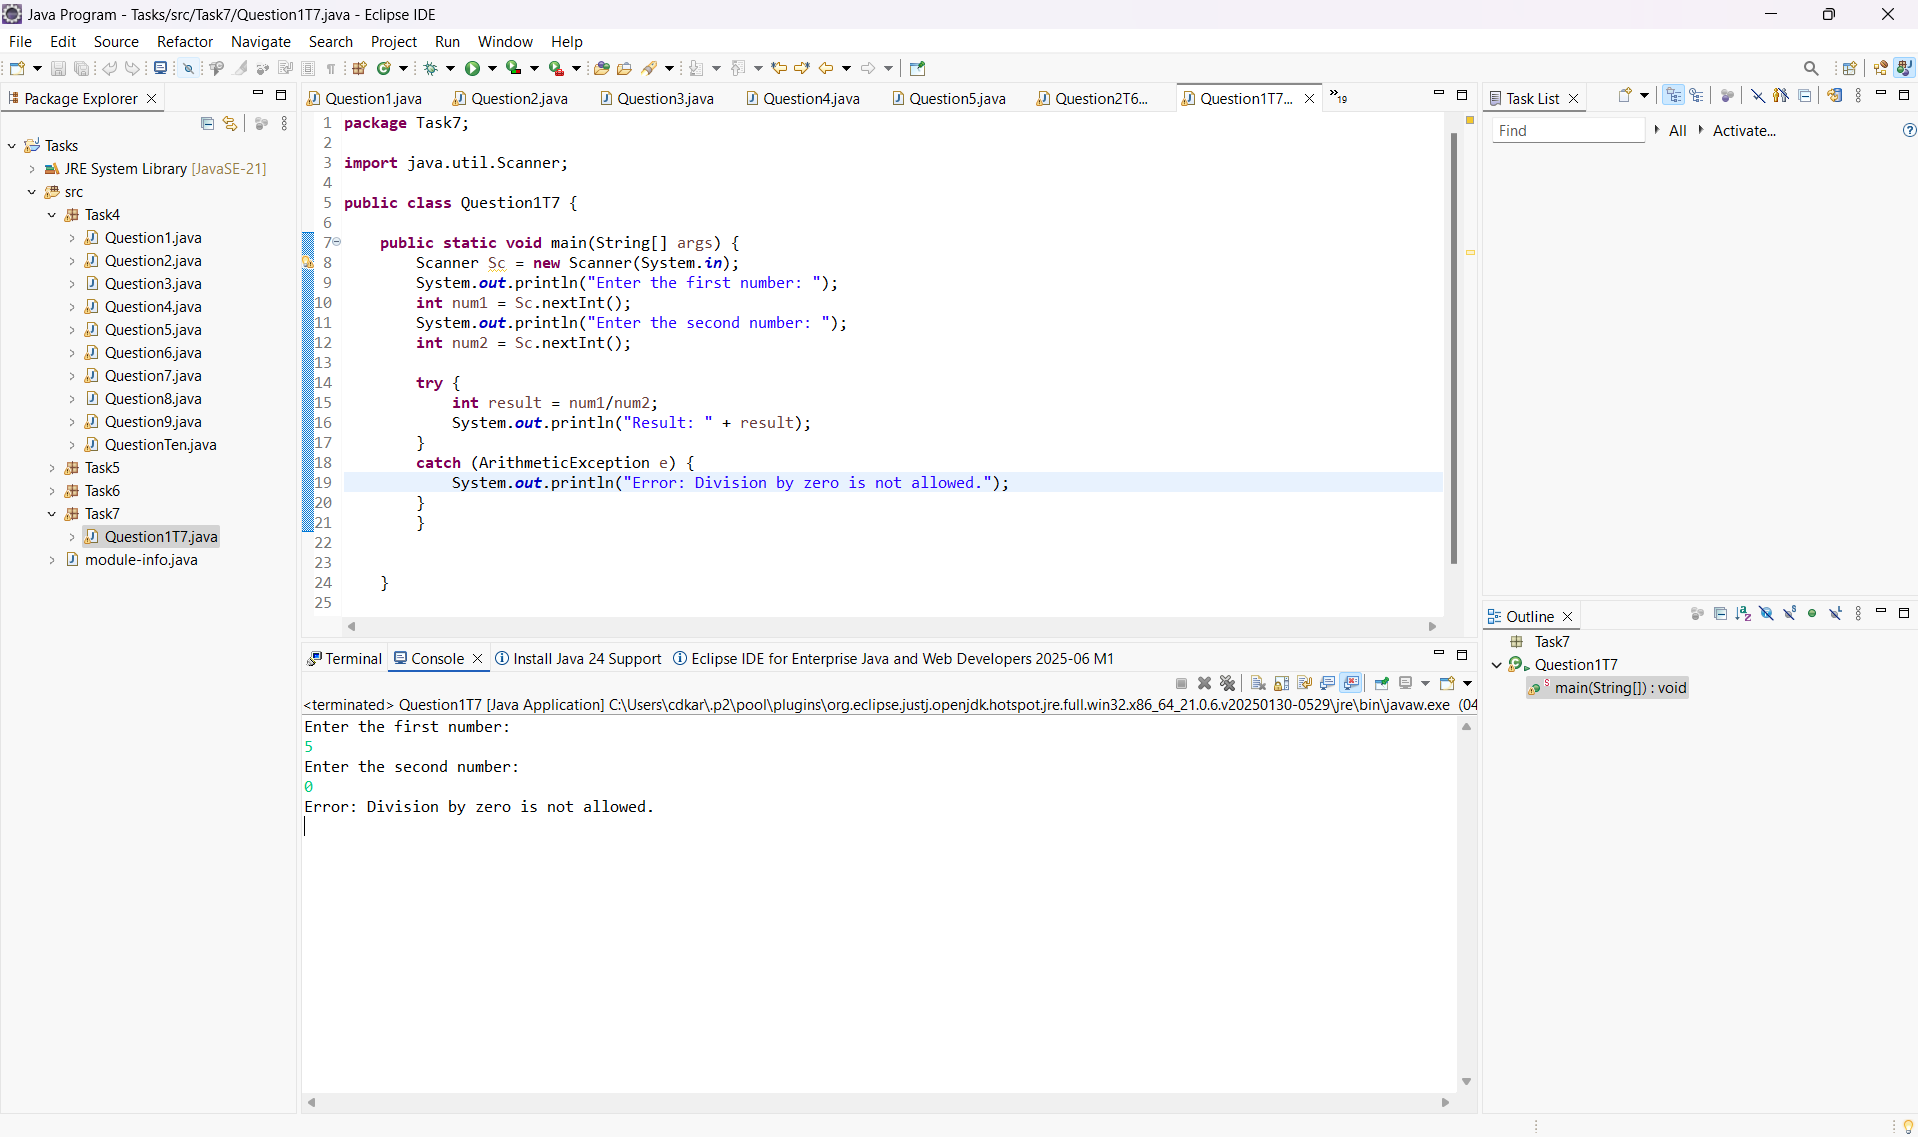 Java Program - Tasks/src/Task7/Question1T7.java - Eclipse IDE
File Edit Source Refactor Navigate Search Project Run Window Help
Package Explorer
Tasks
JRE System Library [JavaSE-21]
src
Task4
Question1.java
Question2.java
Question3.java
Question4.java
Question5.java
Question6.java
Question7.java
Question8.java
Question9.java
QuestionTen.java
Task5
Task6
Task7
Question1T7.java
module-info.java
Question1.java Question2.java Question3.java Question4.java Question5.java Question2T6... Question1T7... »19
1 package Task7;
2
3 import java.util.Scanner;
4
5 public class Question1T7 {
6
7 public static void main(String[] args) {
8 Scanner Sc = new Scanner(System.in);
9 System.out.println("Enter the first number: ");
10 int num1 = Sc.nextInt();
11 System.out.println("Enter the second number: ");
12 int num2 = Sc.nextInt();
13
14 try {
15 int result = num1/num2;
16 System.out.println("Result: " + result);
17 }
18 catch (ArithmeticException e) {
19 System.out.println("Error: Division by zero is not allowed.");
20 }
21 }
22
23
24 }
25
Terminal Console Install Java 24 Support Eclipse IDE for Enterprise Java and Web Developers 2025-06 M1
<terminated> Question1T7 [Java Application] C:\Users\cdkar\.p2\pool\plugins\org.eclipse.justj.openjdk.hotspot.jre.full.win32.x86_64_21.0.6.v20250130-0529\jre\bin\javaw.exe (04
Enter the first number:
5
Enter the second number:
0
Error: Division by zero is not allowed.
Task List
Find All Activate...
Outline
Task7
Question1T7
main(String[]) : void